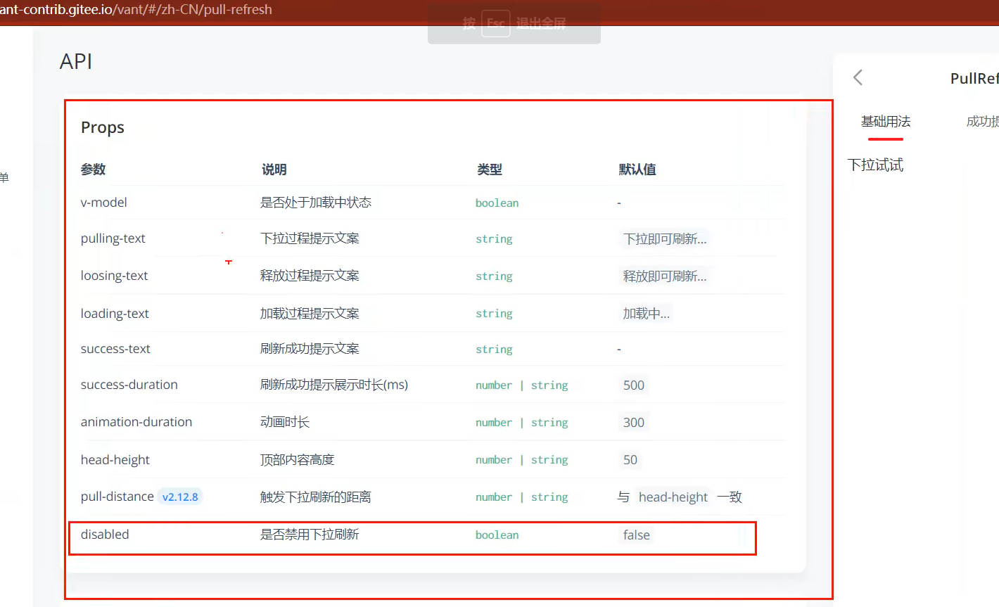 ant-contrib.gitee.io/vant/#/zh-CN/pull-refresh
按 Esc 退出全屏
API
Props
参数 说明 类型 默认值
v-model 是否处于加载中状态 boolean -
pulling-text 下拉过程提示文案 string 下拉即可刷新...
loosing-text 释放过程提示文案 string 释放即可刷新...
loading-text 加载过程提示文案 string 加载中...
success-text 刷新成功提示文案 string -
success-duration 刷新成功提示展示时长(ms) number | string 500
animation-duration 动画时长 number | string 300
head-height 顶部内容高度 number | string 50
pull-distance v2.12.8 触发下拉刷新的距离 number | string 与 head-height 一致
disabled 是否禁用下拉刷新 boolean false
单
PullRef
基础用法 成功提
下拉试试